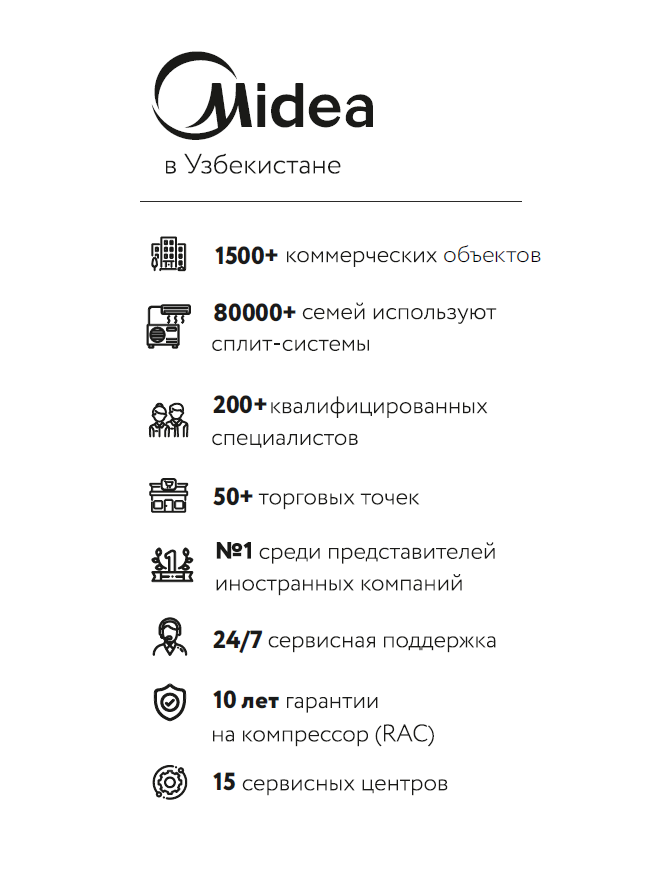 Midea
в Узбекистане
1500+ коммерческих объектов
80000+ семей используют
сплит-системы
200+квалифицированных
специалистов
50+ торговых точек
1
№1 среди представителей
иностранных компаний
24/7 сервисная поддержка
10 лет гарантии
на компрессор (RAC)
15 сервисных центров